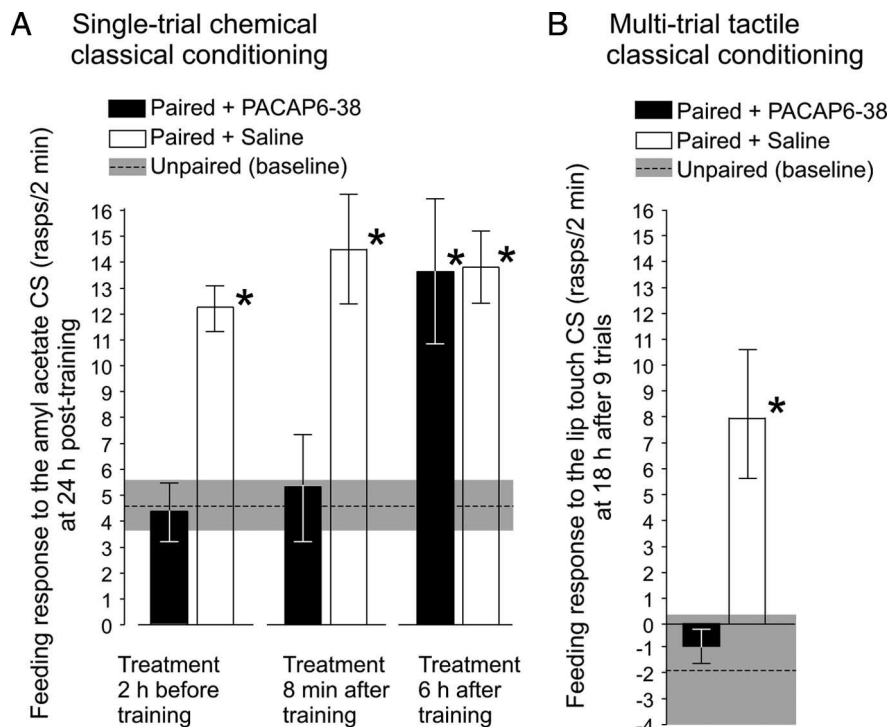 A Single-trial chemical
classical conditioning
Paired + PACAP6-38
Paired + Saline
Unpaired (baseline)
Feeding response to the amyl acetate CS (rasps/2 min)
at 24 h post-training
16
15
14
13
12
11
10
9
8
7
6
5
4
3
2
1
0
*
*
*
*
Treatment
2 h before
training
Treatment
8 min after
training
Treatment
6 h after
training
B Multi-trial tactile
classical conditioning
Paired + PACAP6-38
Paired + Saline
Unpaired (baseline)
Feeding response to the lip touch CS (rasps/2 min)
at 18 h after 9 trials
16
15
14
13
12
11
10
9
8
7
6
5
4
3
2
1
0
-1
-2
-3
-4
*